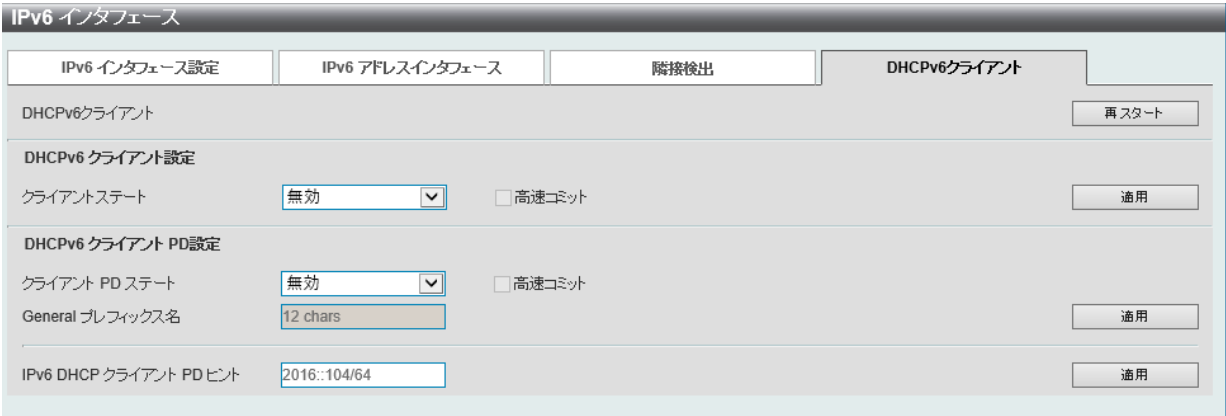 IPv6 インタフェース
IPv6 インタフェース設定 IPv6 アドレスインタフェース 隣接検出 DHCPv6クライアント
DHCPv6クライアント 再スタート
DHCPv6 クライアント設定
クライアントステート 無効 高速コミット 適用
DHCPv6 クライアント PD設定
クライアント PD ステート 無効 高速コミット
General プレフィックス名 12 chars 適用
IPv6 DHCP クライアント PD ヒント 2016::104/64 適用